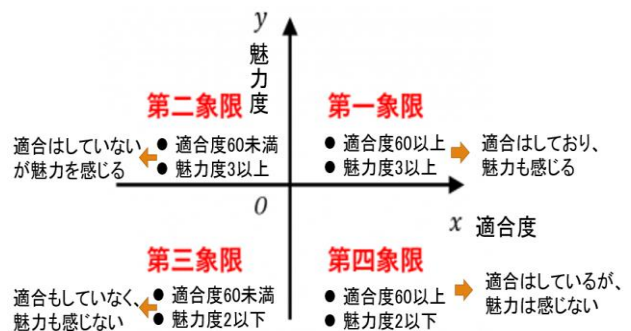 y
魅力度
第二象限
● 適合度60未満
● 魅力度3以上
適合はしていない
が魅力を感じる
第一象限
● 適合度60以上
● 魅力度3以上
適合はしており、
魅力も感じる
O
x 適合度
第三象限
● 適合度60未満
● 魅力度2以下
適合もしていなく、
魅力も感じない
第四象限
● 適合度60以上
● 魅力度2以下
適合はしているが、
魅力は感じない